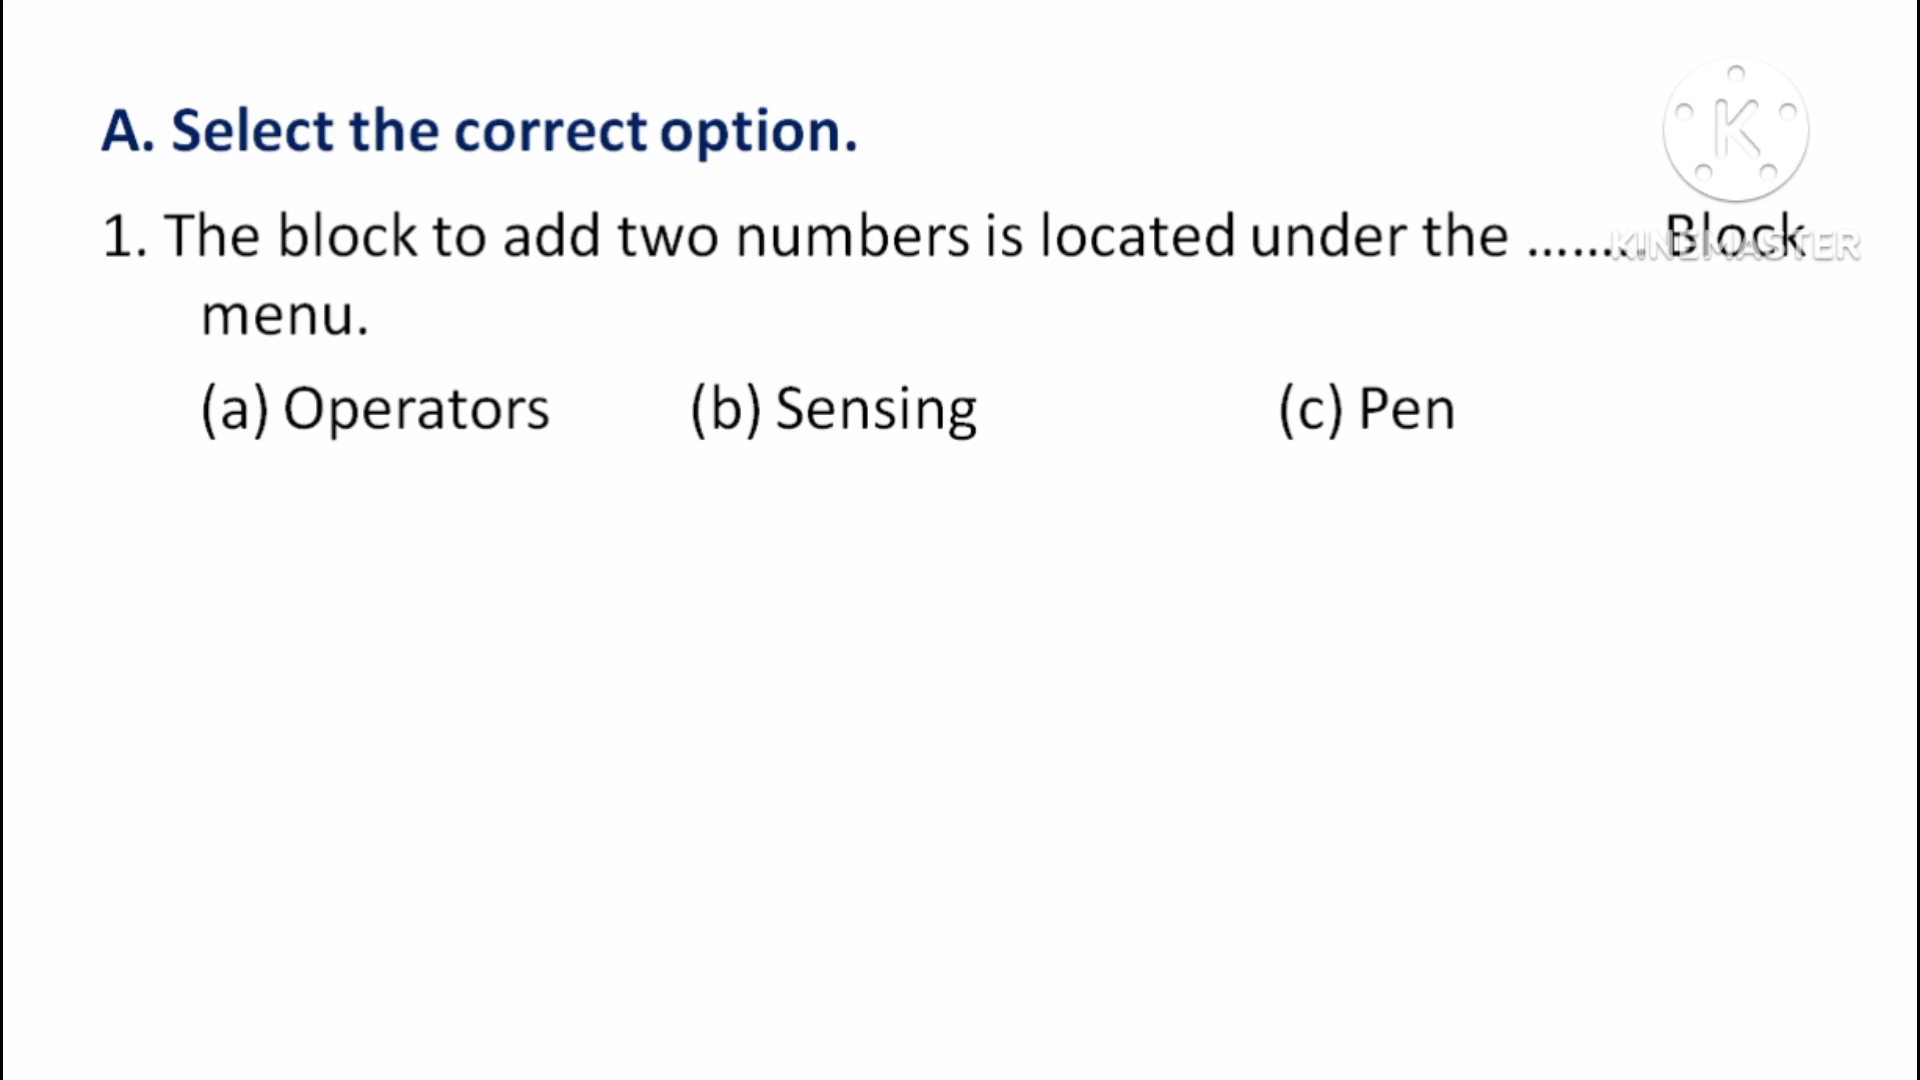 A. Select the correct option.
1. The block to add two numbers is located under the ........ Block
menu.
(a) Operators (b) Sensing (c) Pen
K
KINEMASTER